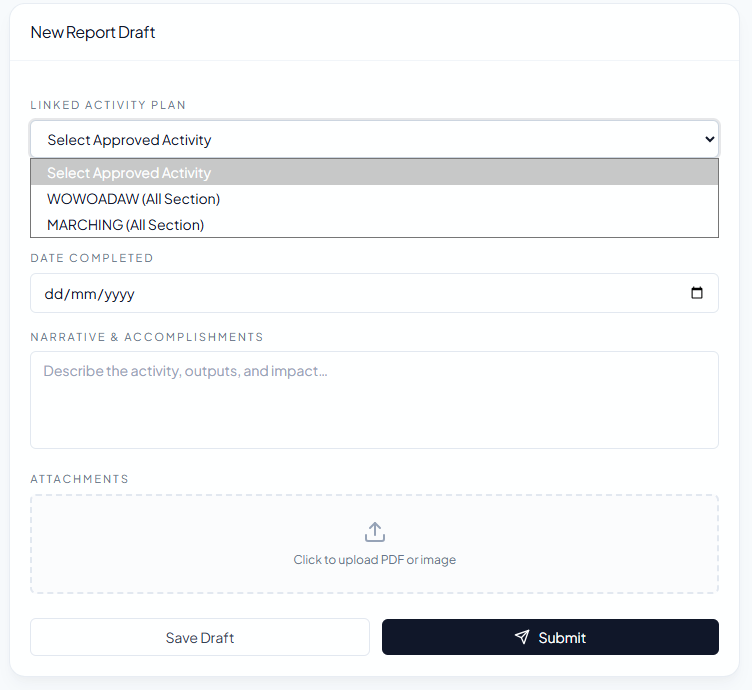 New Report Draft
LINKED ACTIVITY PLAN
Select Approved Activity
Select Approved Activity
WOWOADAW (All Section)
MARCHING (All Section)
DATE COMPLETED
dd/mm/yyyy
NARRATIVE & ACCOMPLISHMENTS
Describe the activity, outputs, and impact...
ATTACHMENTS
Click to upload PDF or image
Save Draft
Submit